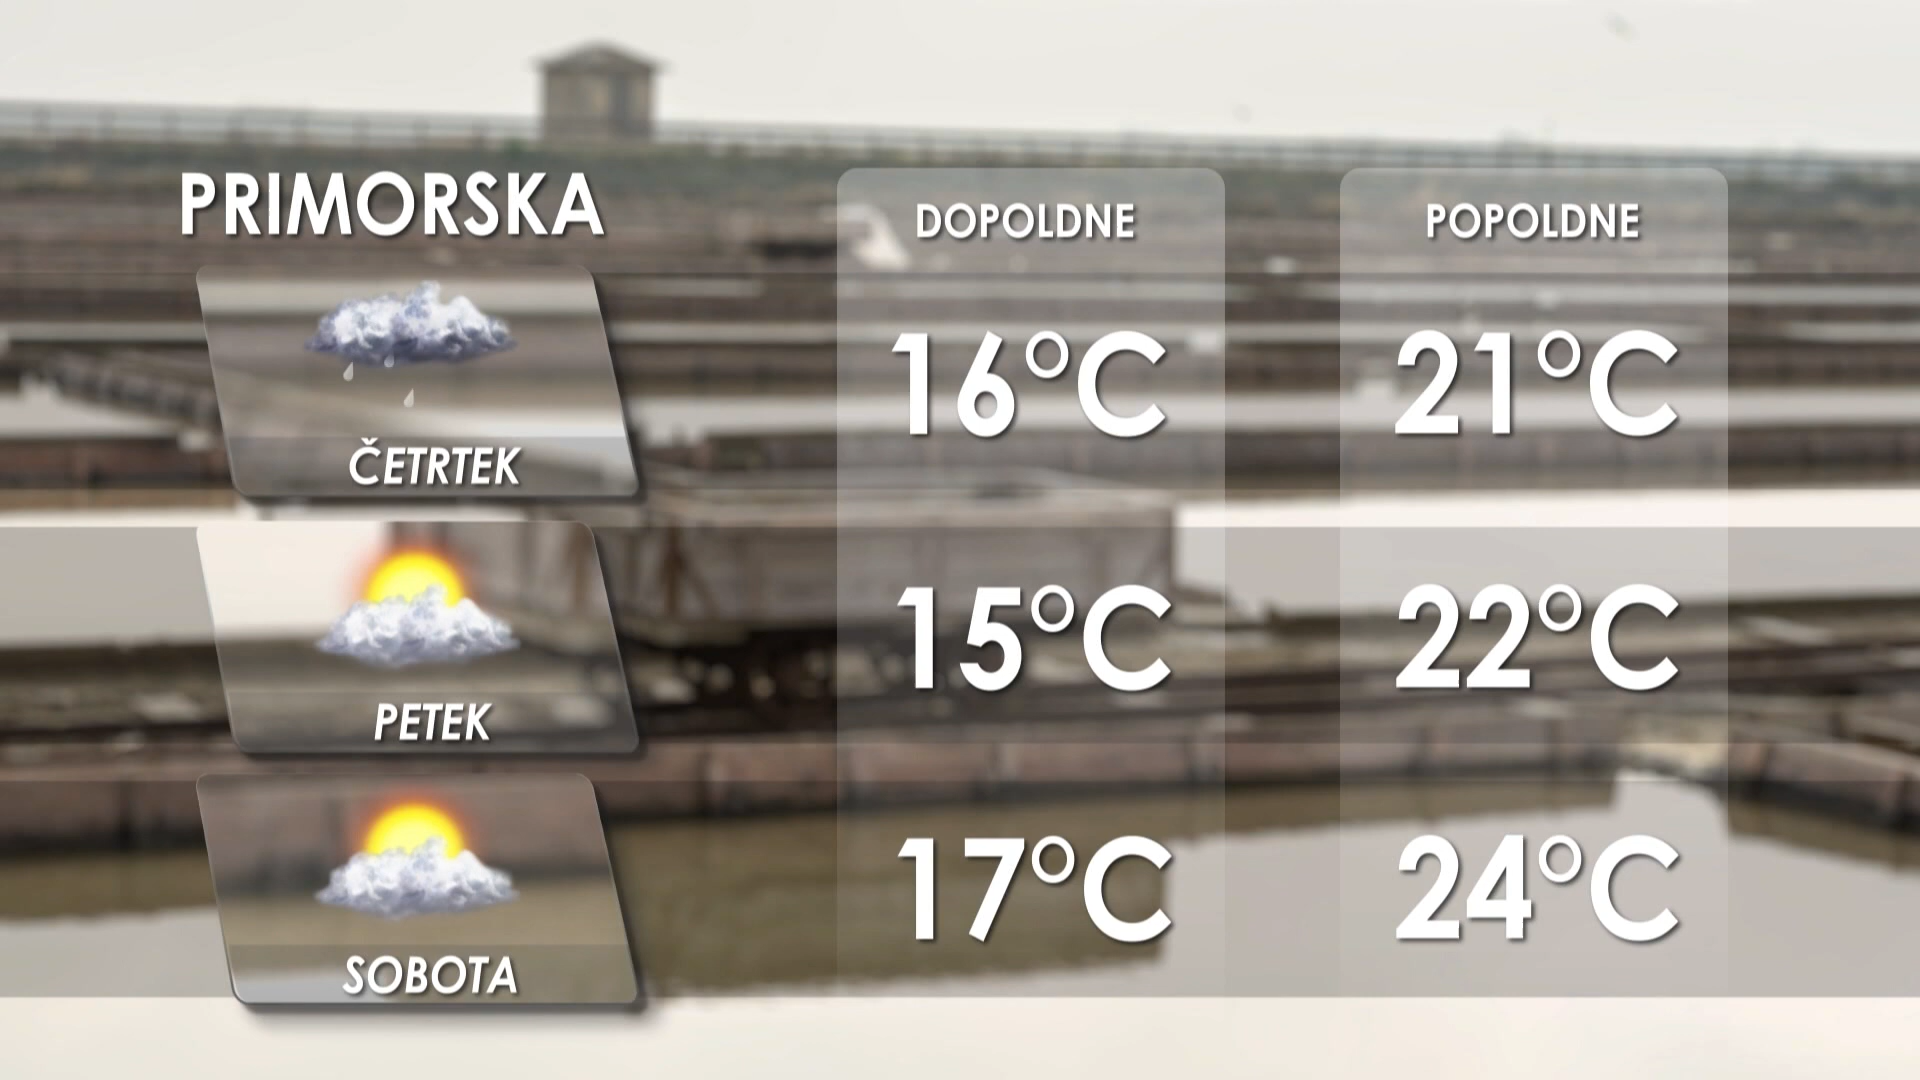 PRIMORSKA
DOPOLDNE
POPOLDNE
ČETRTEK
16°C
21°C
PETEK
15°C
22°C
SOBOTA
17°C
24°C